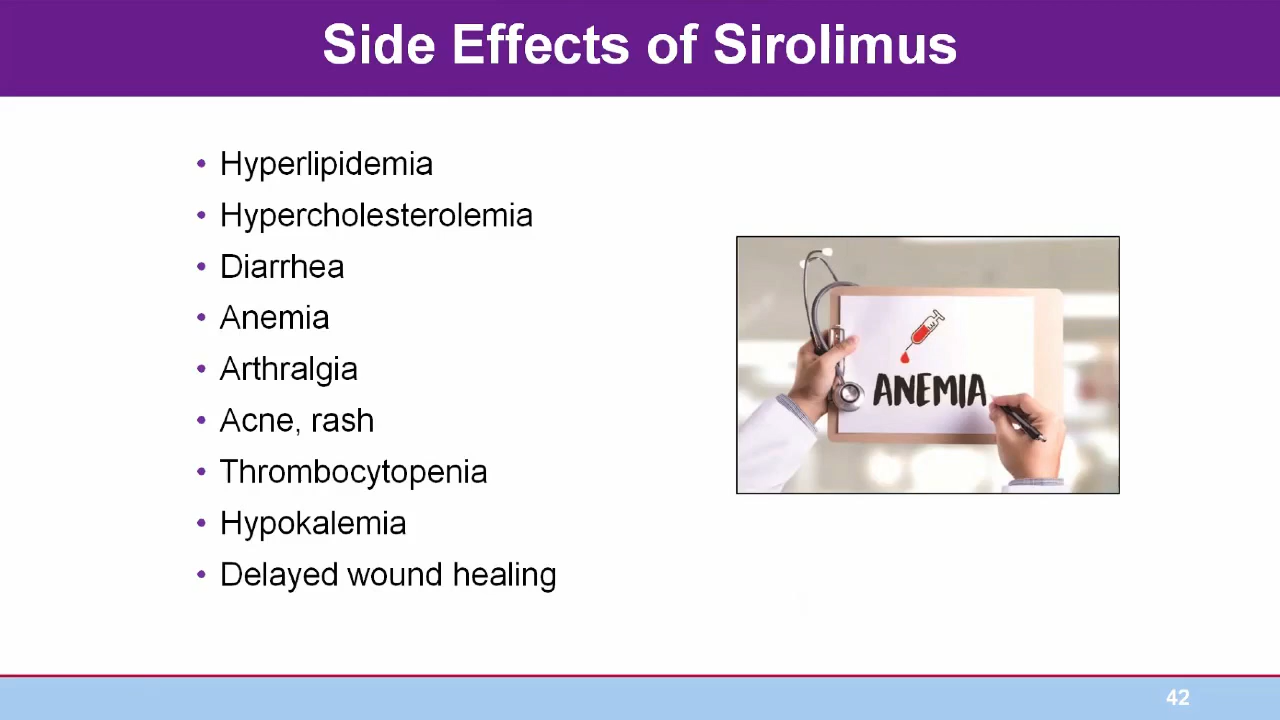 Side Effects of Sirolimus
• Hyperlipidemia
• Hypercholesterolemia
• Diarrhea
• Anemia
• Arthralgia
• Acne, rash
• Thrombocytopenia
• Hypokalemia
• Delayed wound healing
ANEMIA
42